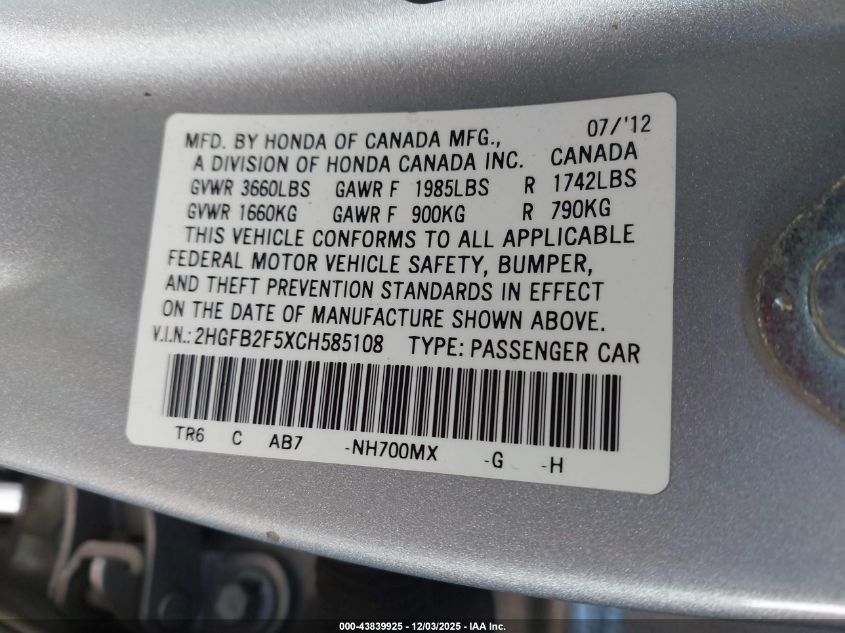 07/'12
MFD. BY HONDA OF CANADA MFG.,
A DIVISION OF HONDA CANADA INC. CANADA
GVWR 3660LBS GAWR F 1985LBS R 1742LBS
GVWR 1660KG GAWR F 900KG R 790KG
THIS VEHICLE CONFORMS TO ALL APPLICABLE
FEDERAL MOTOR VEHICLE SAFETY, BUMPER,
AND THEFT PREVENTION STANDARDS IN EFFECT
ON THE DATE OF MANUFACTURE SHOWN ABOVE.
V.I.N.: 2HGFB2F5XCH585108 TYPE: PASSENGER CAR
TR6 C AB7 -NH700MX -G -H
000-43839925 - 12/03/2025 - IAA Inc.